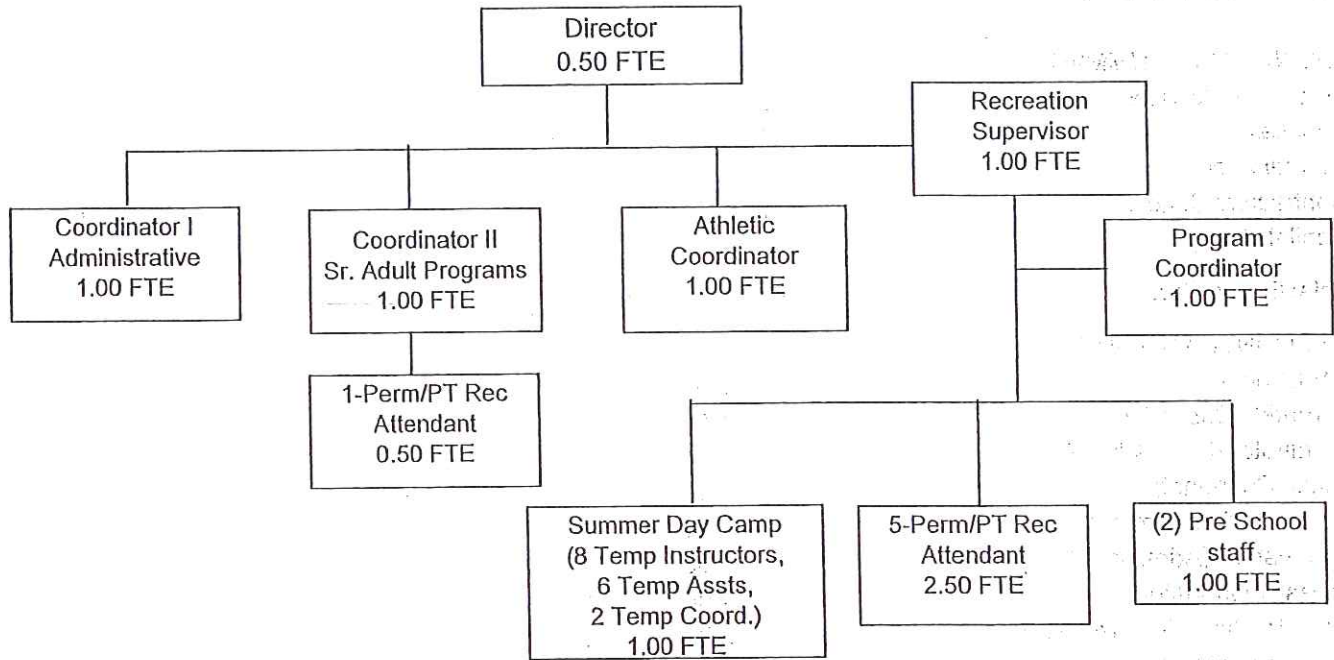 Director
0.50 FTE
Recreation
Supervisor
1.00 FTE
Coordinator I
Administrative
1.00 FTE
Coordinator II
Sr. Adult Programs
1.00 FTE
Athletic
Coordinator
1.00 FTE
Program
Coordinator
1.00 FTE
1-Perm/PT Rec
Attendant
0.50 FTE
Summer Day Camp
(8 Temp Instructors,
6 Temp Assts,
2 Temp Coord.)
1.00 FTE
5-Perm/PT Rec
Attendant
2.50 FTE
(2) Pre School
staff
1.00 FTE